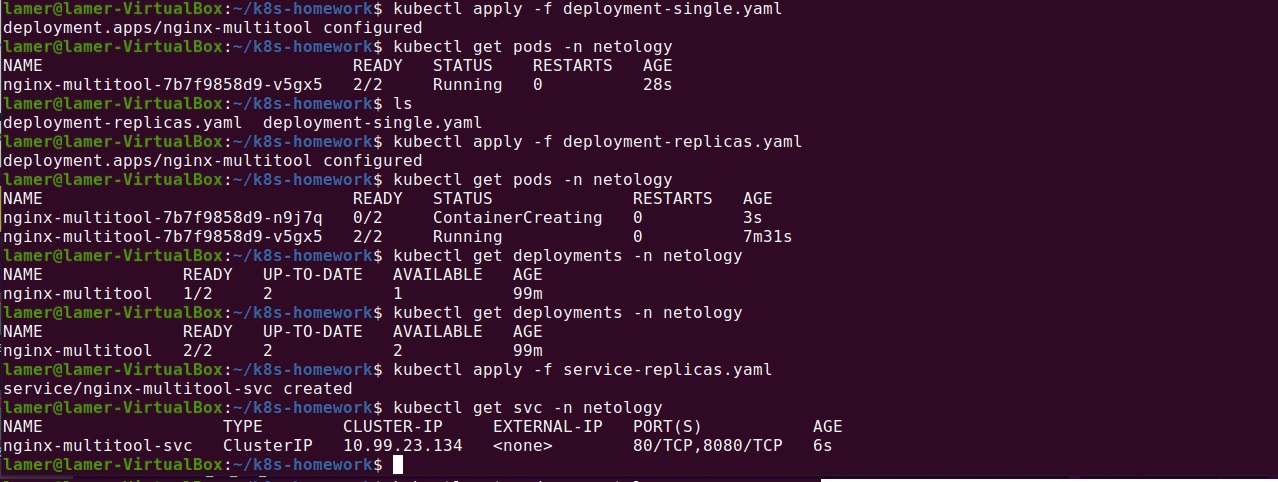 lamer@lamer-VirtualBox:~/k8s-homework$ kubectl apply -f deployment-single.yaml
deployment.apps/nginx-multitool configured
lamer@lamer-VirtualBox:~/k8s-homework$ kubectl get pods -n netology
NAME                               READY   STATUS    RESTARTS   AGE
nginx-multitool-7b7f9858d9-v5gx5   2/2     Running   0          28s
lamer@lamer-VirtualBox:~/k8s-homework$ ls
deployment-replicas.yaml  deployment-single.yaml
lamer@lamer-VirtualBox:~/k8s-homework$ kubectl apply -f deployment-replicas.yaml
deployment.apps/nginx-multitool configured
lamer@lamer-VirtualBox:~/k8s-homework$ kubectl get pods -n netology
NAME                               READY   STATUS              RESTARTS   AGE
nginx-multitool-7b7f9858d9-n9j7q   0/2     ContainerCreating   0          3s
nginx-multitool-7b7f9858d9-v5gx5   2/2     Running             0          7m31s
lamer@lamer-VirtualBox:~/k8s-homework$ kubectl get deployments -n netology
NAME              READY   UP-TO-DATE   AVAILABLE   AGE
nginx-multitool   1/2     2            1           99m
lamer@lamer-VirtualBox:~/k8s-homework$ kubectl get deployments -n netology
NAME              READY   UP-TO-DATE   AVAILABLE   AGE
nginx-multitool   2/2     2            2           99m
lamer@lamer-VirtualBox:~/k8s-homework$ kubectl apply -f service-replicas.yaml
service/nginx-multitool-svc created
lamer@lamer-VirtualBox:~/k8s-homework$ kubectl get svc -n netology
NAME                  TYPE        CLUSTER-IP     EXTERNAL-IP   PORT(S)           AGE
nginx-multitool-svc   ClusterIP   10.99.23.134   <none>        80/TCP,8080/TCP   6s
lamer@lamer-VirtualBox:~/k8s-homework$